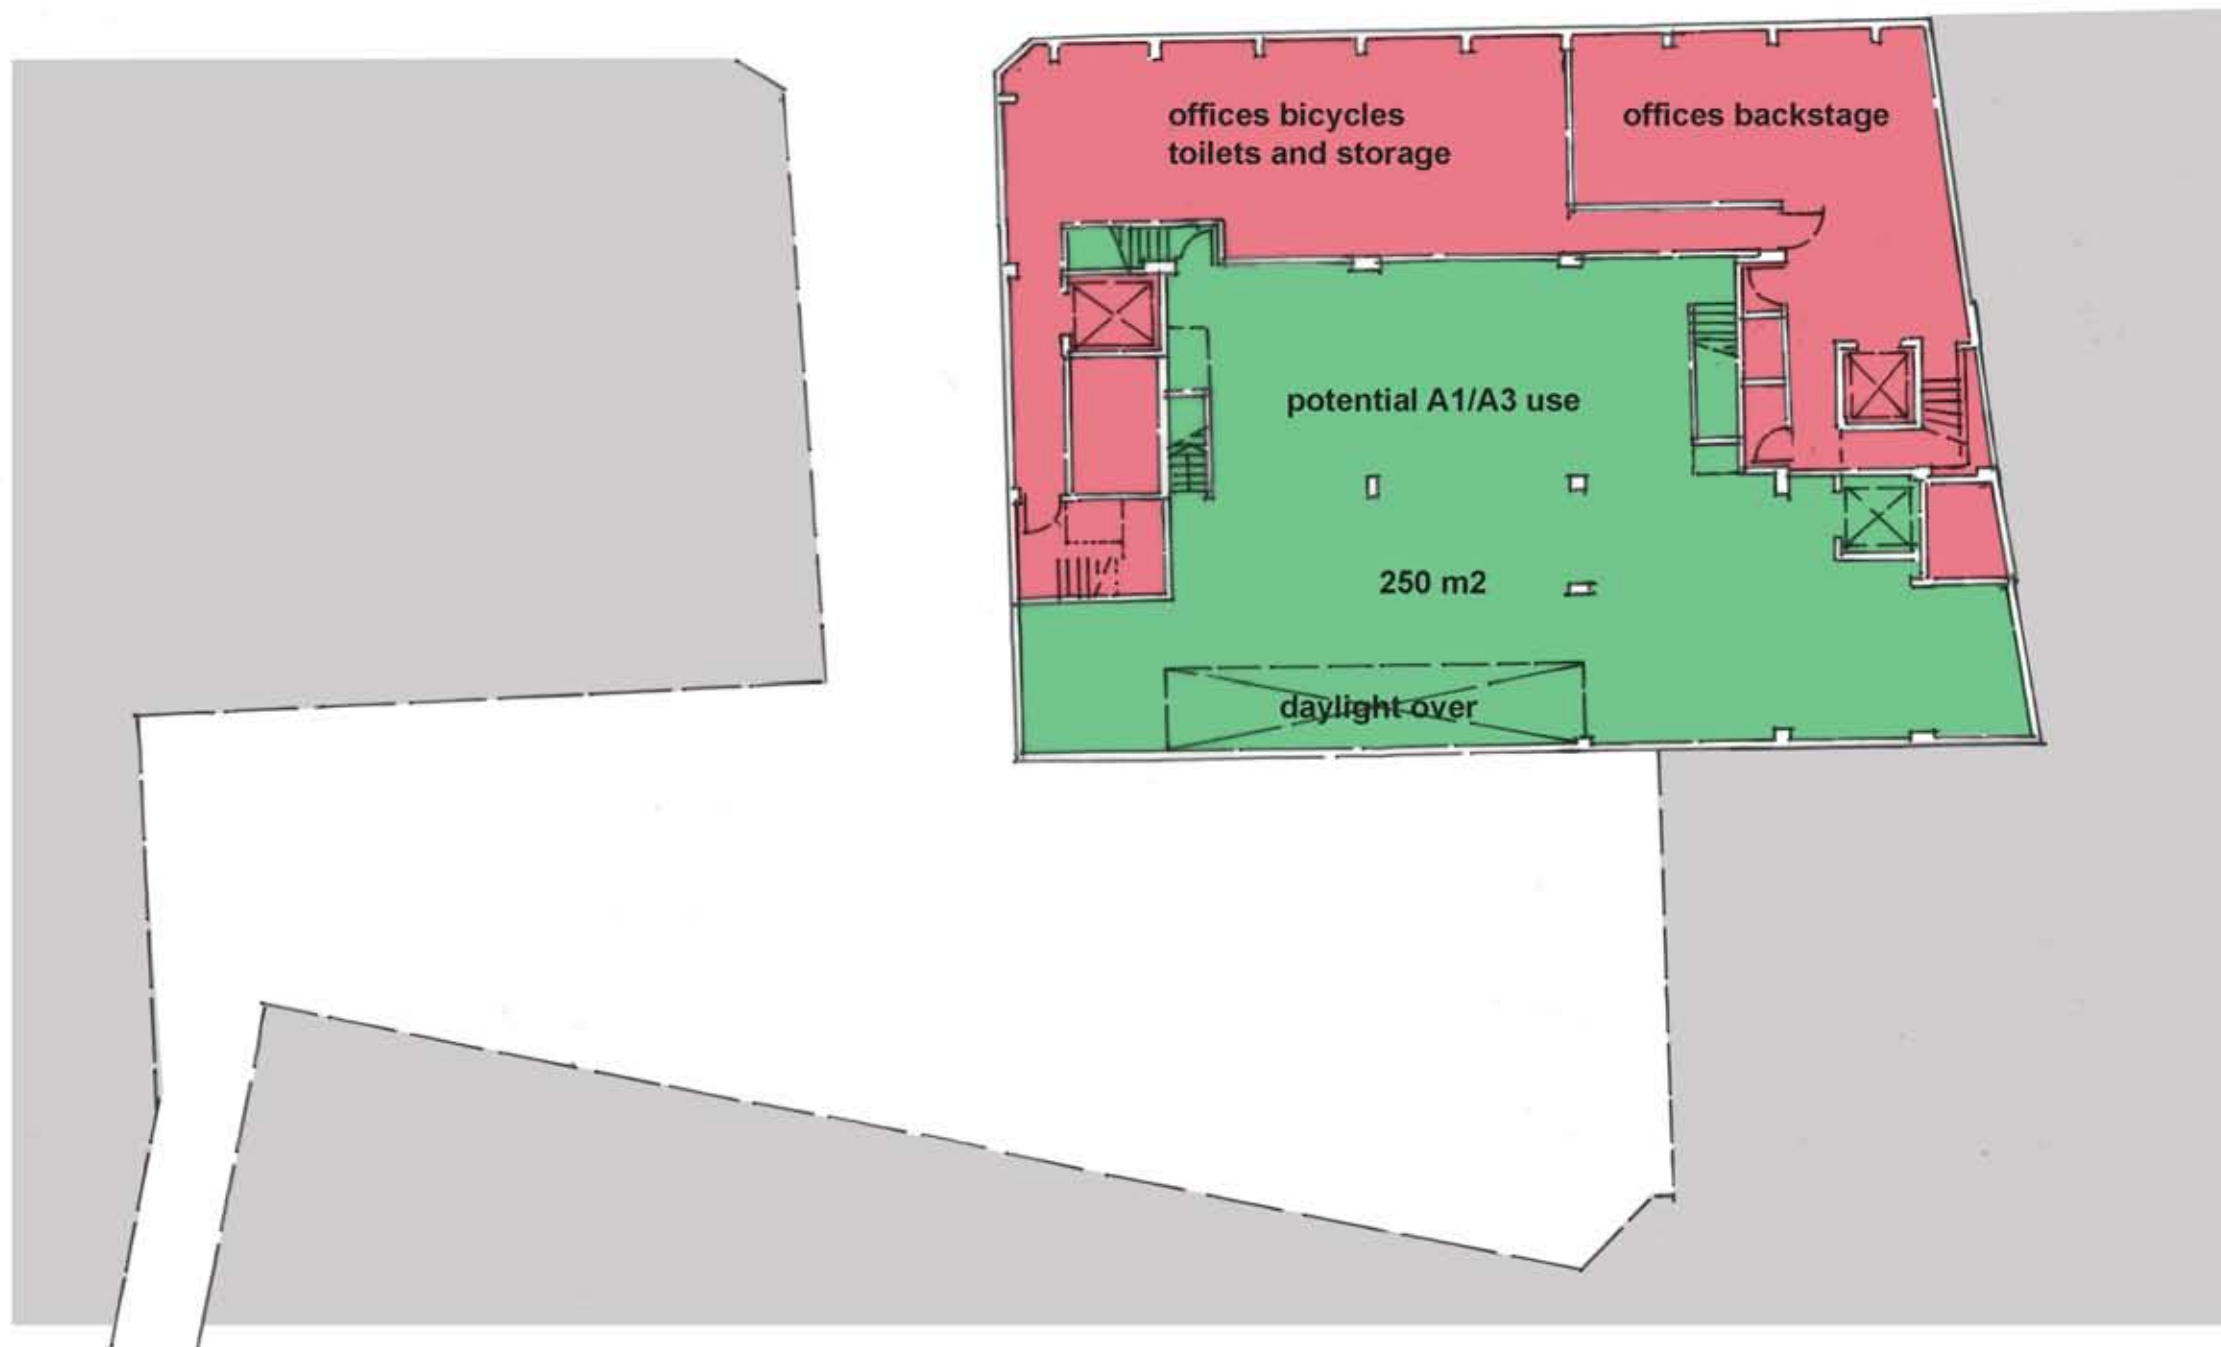 offices bicycles
toilets and storage
offices backstage
potential A1/A3 use
250 m2
daylight over